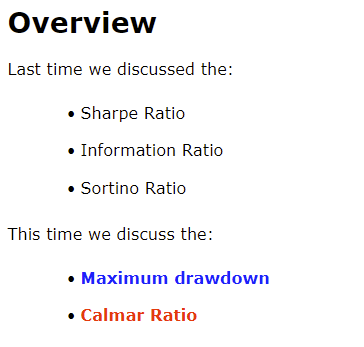 Overview
Last time we discussed the:
• Sharpe Ratio
• Information Ratio
• Sortino Ratio
This time we discuss the:
• Maximum drawdown
• Calmar Ratio